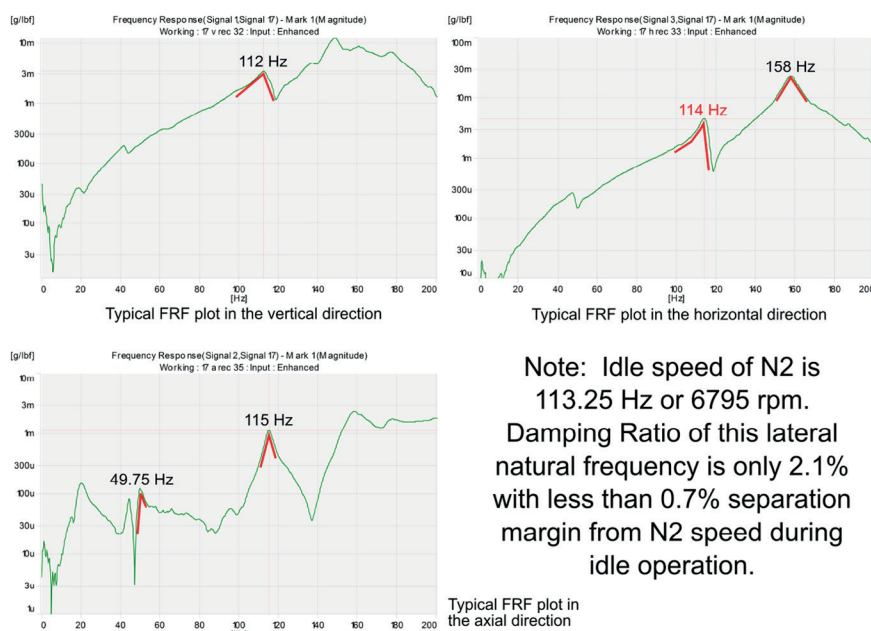 Frequency Response(Signal 1,Signal 17) - Mark 1(Magnitude)
Working : 17 v rec 32 : Input : Enhanced
[g/lbf]
10m
3m
1m
300u
100u
30u
10u
3u
112 Hz
0 20 40 60 80 100 120 140 160 180 200
[Hz]
Typical FRF plot in the vertical direction
Frequency Response(Signal 3,Signal 17) - Mark 1(Magnitude)
Working : 17 h rec 33 : Input : Enhanced
[g/lbf]
100m
30m
10m
3m
1m
300u
100u
30u
10u
114 Hz
158 Hz
0 20 40 60 80 100 120 140 160 180 200
[Hz]
Typical FRF plot in the horizontal direction
Frequency Response(Signal 2,Signal 17) - Mark 1(Magnitude)
Working : 17 a rec 35 : Input : Enhanced
[g/lbf]
10m
3m
1m
300u
100u
30u
10u
3u
1u
49.75 Hz
115 Hz
0 20 40 60 80 100 120 140 160 180 200
Typical FRF plot in
the axial direction
Note: Idle speed of N2 is
113.25 Hz or 6795 rpm.
Damping Ratio of this lateral
natural frequency is only 2.1%
with less than 0.7% separation
margin from N2 speed during
idle operation.